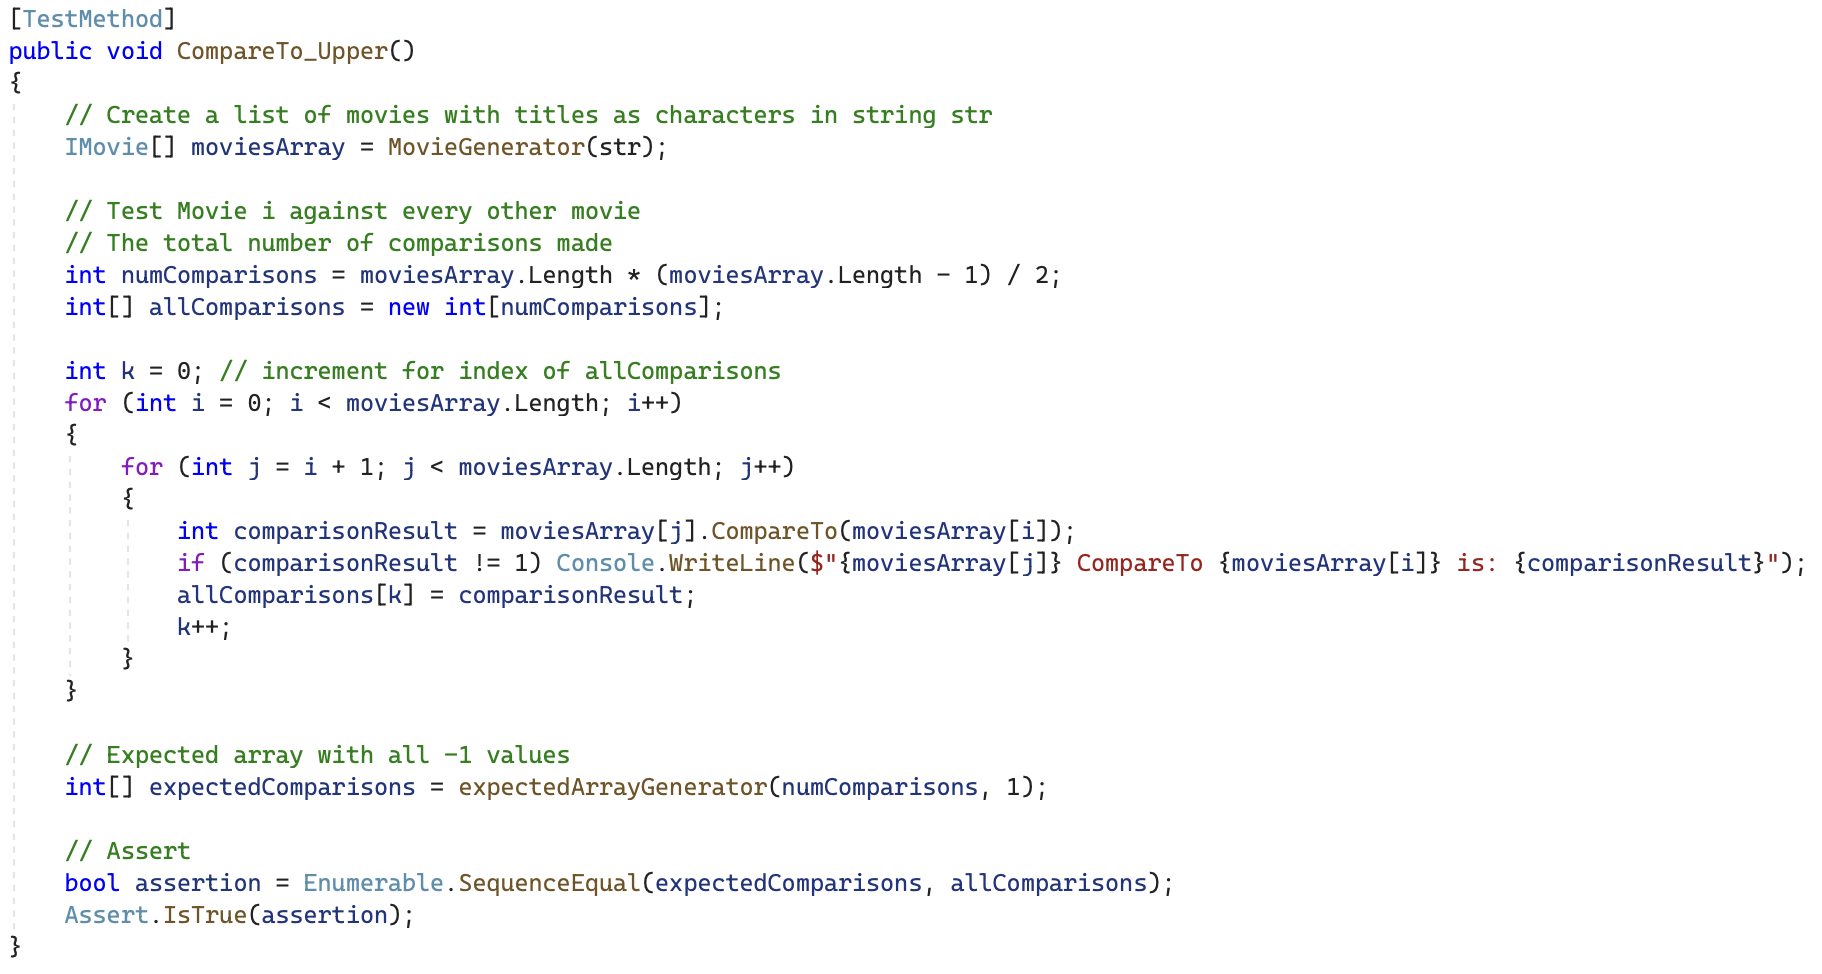 [TestMethod]
public void CompareTo_Upper()
{
    // Create a list of movies with titles as characters in string str
    IMovie[] moviesArray = MovieGenerator(str);

    // Test Movie i against every other movie
    // The total number of comparisons made
    int numComparisons = moviesArray.Length * (moviesArray.Length - 1) / 2;
    int[] allComparisons = new int[numComparisons];

    int k = 0; // increment for index of allComparisons
    for (int i = 0; i < moviesArray.Length; i++)
    {
        for (int j = i + 1; j < moviesArray.Length; j++)
        {
            int comparisonResult = moviesArray[j].CompareTo(moviesArray[i]);
            if (comparisonResult != 1) Console.WriteLine($"{moviesArray[j]} CompareTo {moviesArray[i]} is: {comparisonResult}");
            allComparisons[k] = comparisonResult;
            k++;
        }
    }

    // Expected array with all -1 values
    int[] expectedComparisons = expectedArrayGenerator(numComparisons, 1);

    // Assert
    bool assertion = Enumerable.SequenceEqual(expectedComparisons, allComparisons);
    Assert.IsTrue(assertion);
}